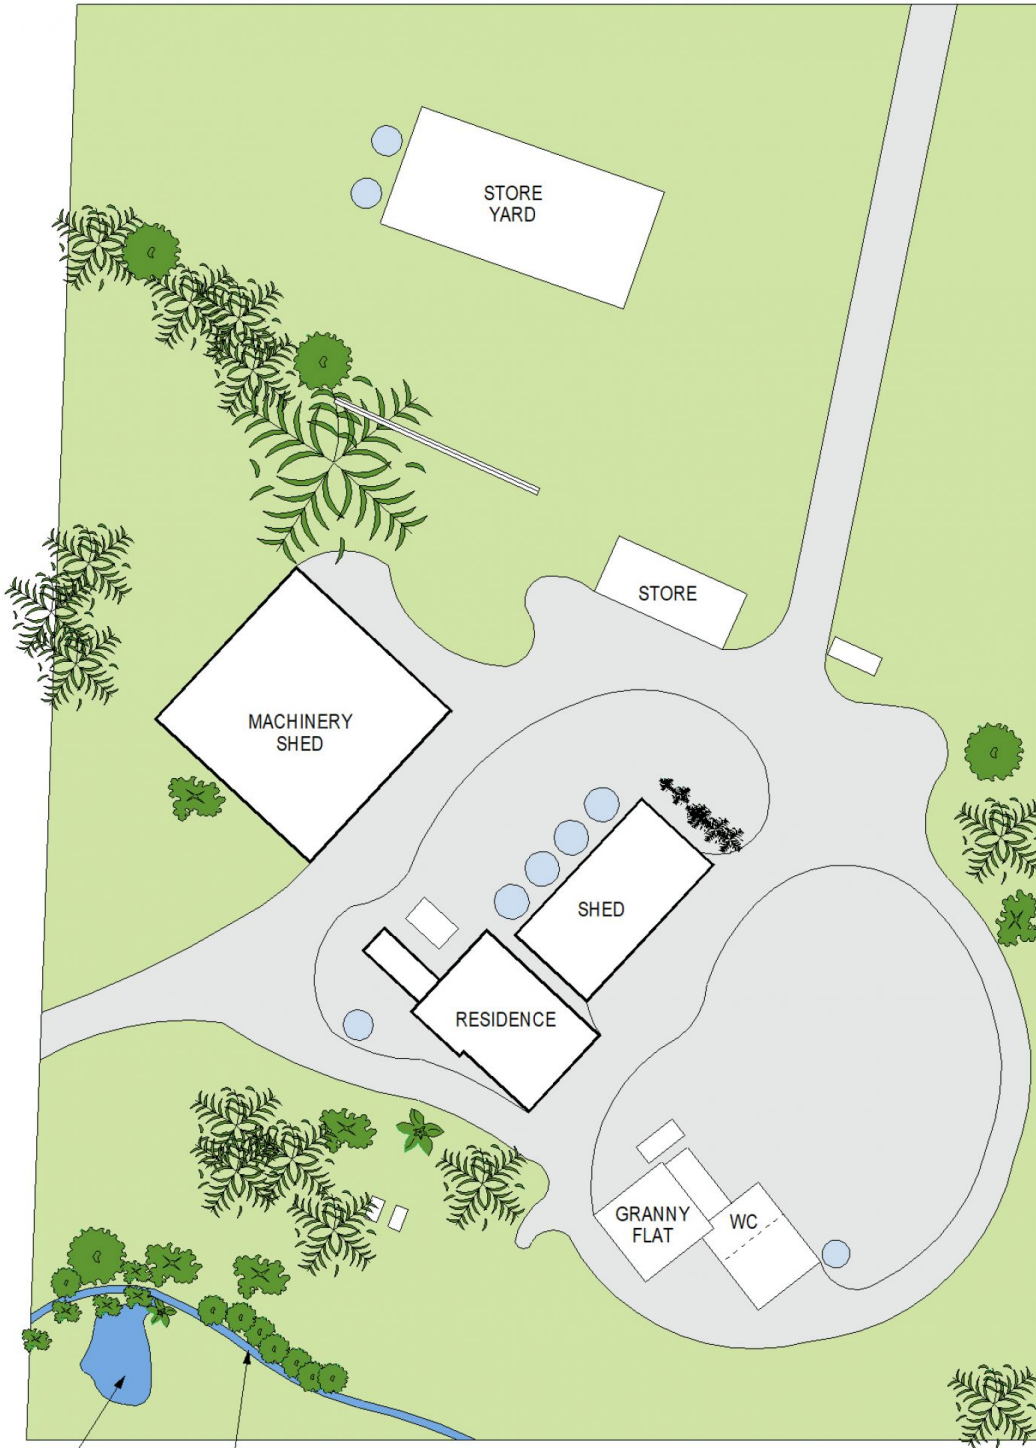 STORE
YARD
STORE
MACHINERY
SHED
SHED
RESIDENCE
GRANNY
FLAT
WC